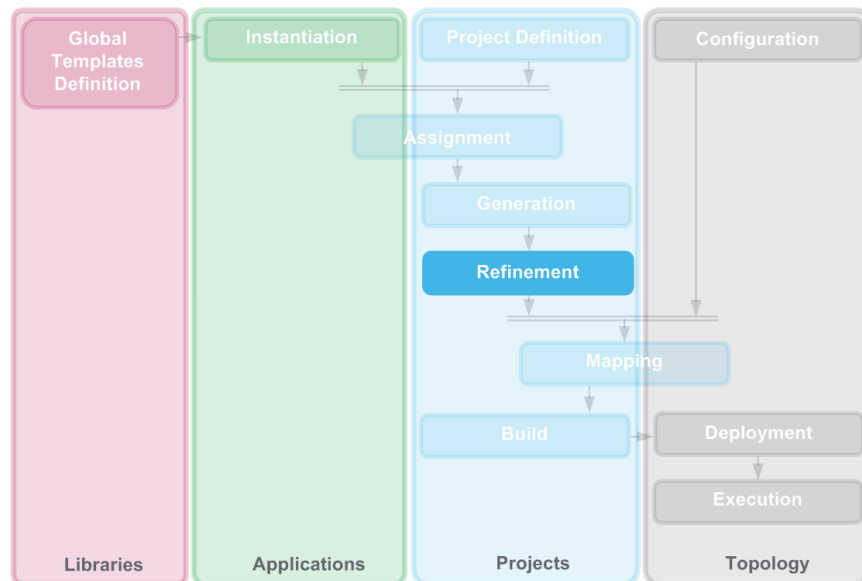 Global
Templates
Definition
Instantiation
Project Definition
Configuration
Assignment
Generation
Refinement
Mapping
Build
Deployment
Execution
Libraries
Applications
Projects
Topology